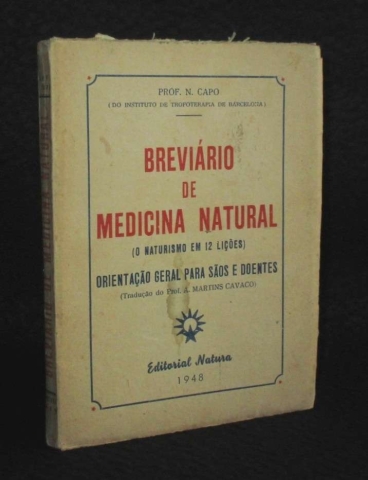 PROF. N. CAPO
(DO INSTITUTO DE TROFOTERAPIA DE BARCELONA)
BREVIÁRIO
DE
MEDICINA NATURAL
(O NATURISMO EM 12 LIÇÕES)
ORIENTAÇÃO GERAL PARA SÃOS E DOENTES
(Tradução do Prof. J. MARTINS CAVACO)
Editorial Natura
1948